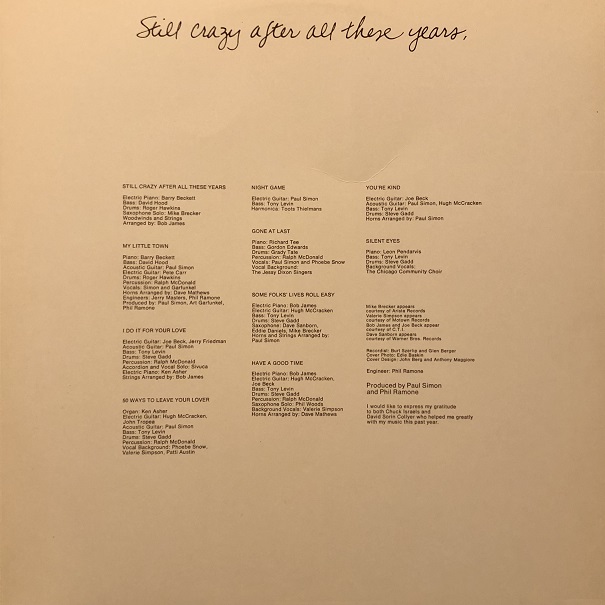 Still crazy after all these years.
STILL CRAZY AFTER ALL THESE YEARS
Electric Piano: Barry Beckett
Bass: David Hood
Drums: Roger Hawkins
Saxophone Solo: Mike Brecker
Woodwinds and Strings
Arranged by: Bob James
MY LITTLE TOWN
Piano: Barry Beckett
Bass: David Hood
Acoustic Guitar: Paul Simon
Electric Guitar: Pete Carr
Drums: Roger Hawkins
Percussion: Ralph McDonald
Vocals: Simon and Garfunkel
Horns Arranged by: Dave Mathews
Engineers: Jerry Masters, Phil Ramone
Produced by: Paul Simon, Art Garfunkel,
Phil Ramone
I DO IT FOR YOUR LOVE
Electric Guitar: Joe Beck, Jerry Friedman
Acoustic Guitar: Paul Simon
Bass: Tony Levin
Drums: Steve Gadd
Percussion: Ralph McDonald
Accordion and Vocal Solo: Sivuca
Electric Piano: Ken Asher
Strings Arranged by: Bob James
50 WAYS TO LEAVE YOUR LOVER
Organ: Ken Asher
Electric Guitar: Hugh McCracken,
John Tropea
Acoustic Guitar: Paul Simon
Bass: Tony Levin
Drums: Steve Gadd
Percussion: Ralph McDonald
Vocal Background: Phoebe Snow,
Valerie Simpson, Patti Austin
NIGHT GAME
Electric Guitar: Paul Simon
Bass: Tony Levin
Harmonica: Toots Thielmans
GONE AT LAST
Piano: Richard Tee
Bass: Gordon Edwards
Drums: Grady Tate
Percussion: Ralph McDonald
Vocals: Paul Simon and Phoebe Snow
Vocal Background:
The Jessy Dixon Singers
SOME FOLKS' LIVES ROLL EASY
Electric Piano: Bob James
Electric Guitar: Hugh McCracken
Bass: Tony Levin
Drums: Steve Gadd
Saxophone: Dave Sanborn,
Eddie Daniels, Mike Brecker
Horns and Strings Arranged by:
Paul Simon
HAVE A GOOD TIME
Electric Piano: Bob James
Electric Guitar: Hugh McCracken,
Joe Beck
Bass: Tony Levin
Drums: Steve Gadd
Percussion: Ralph McDonald
Saxophone Solo: Phil Woods
Background Vocals: Valerie Simpson
Horns Arranged by: Dave Mathews
YOU'RE KIND
Electric Guitar: Joe Beck
Acoustic Guitar: Paul Simon, Hugh McCracken
Bass: Tony Levin
Drums: Steve Gadd
Horns Arranged by: Paul Simon
SILENT EYES
Piano: Leon Pendarvis
Bass: Tony Levin
Drums: Steve Gadd
Background Vocals:
The Chicago Community Choir
Mike Brecker appears
courtesy of Arista Records
Valerie Simpson appears
courtesy of Motown Records
Bob James and Joe Beck appear
courtesy of C.T.I.
Dave Sanborn appears
courtesy of Warner Bros. Records
Recordist: Burt Szerlip and Glen Berger
Cover Photo: Edie Baskin
Cover Design: John Berg and Anthony Maggiore
Engineer: Phil Ramone
Produced by Paul Simon
and Phil Ramone
I would like to express my gratitude
to both Chuck Israels and
David Sorin Collyer who helped me greatly
with my music this past year.